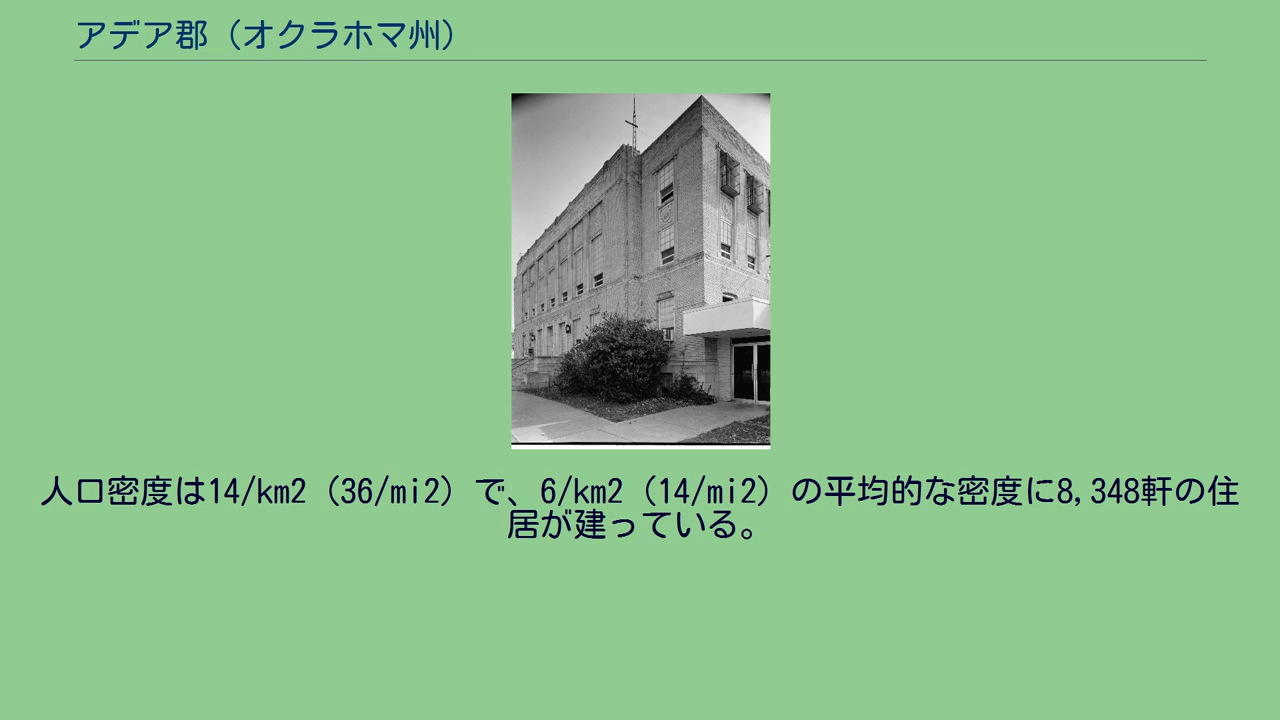 アデア郡（オクラホマ州）
人口密度は14/km2（36/mi2）で、6/km2（14/mi2）の平均的な密度に8,348軒の住
居が建っている。